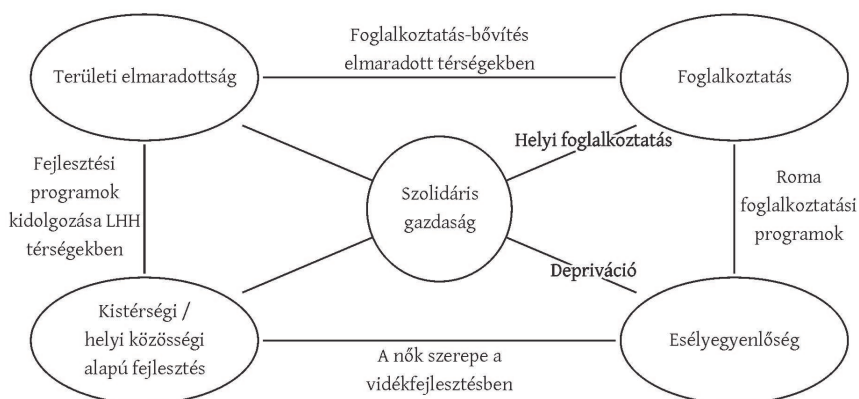 Foglalkoztatás-bővítés
elmaradott térségekben
Területi elmaradottság
Foglalkoztatás
Helyi foglalkoztatás
Fejlesztési
programok
kidolgozása LHH
térségekben
Szolidáris
gazdaság
Roma
foglalkoztatási
programok
Depriváció
Kistérségi /
helyi közösségi
alapú fejlesztés
Esélyegyenlőség
A nők szerepe a
vidékfejlesztésben